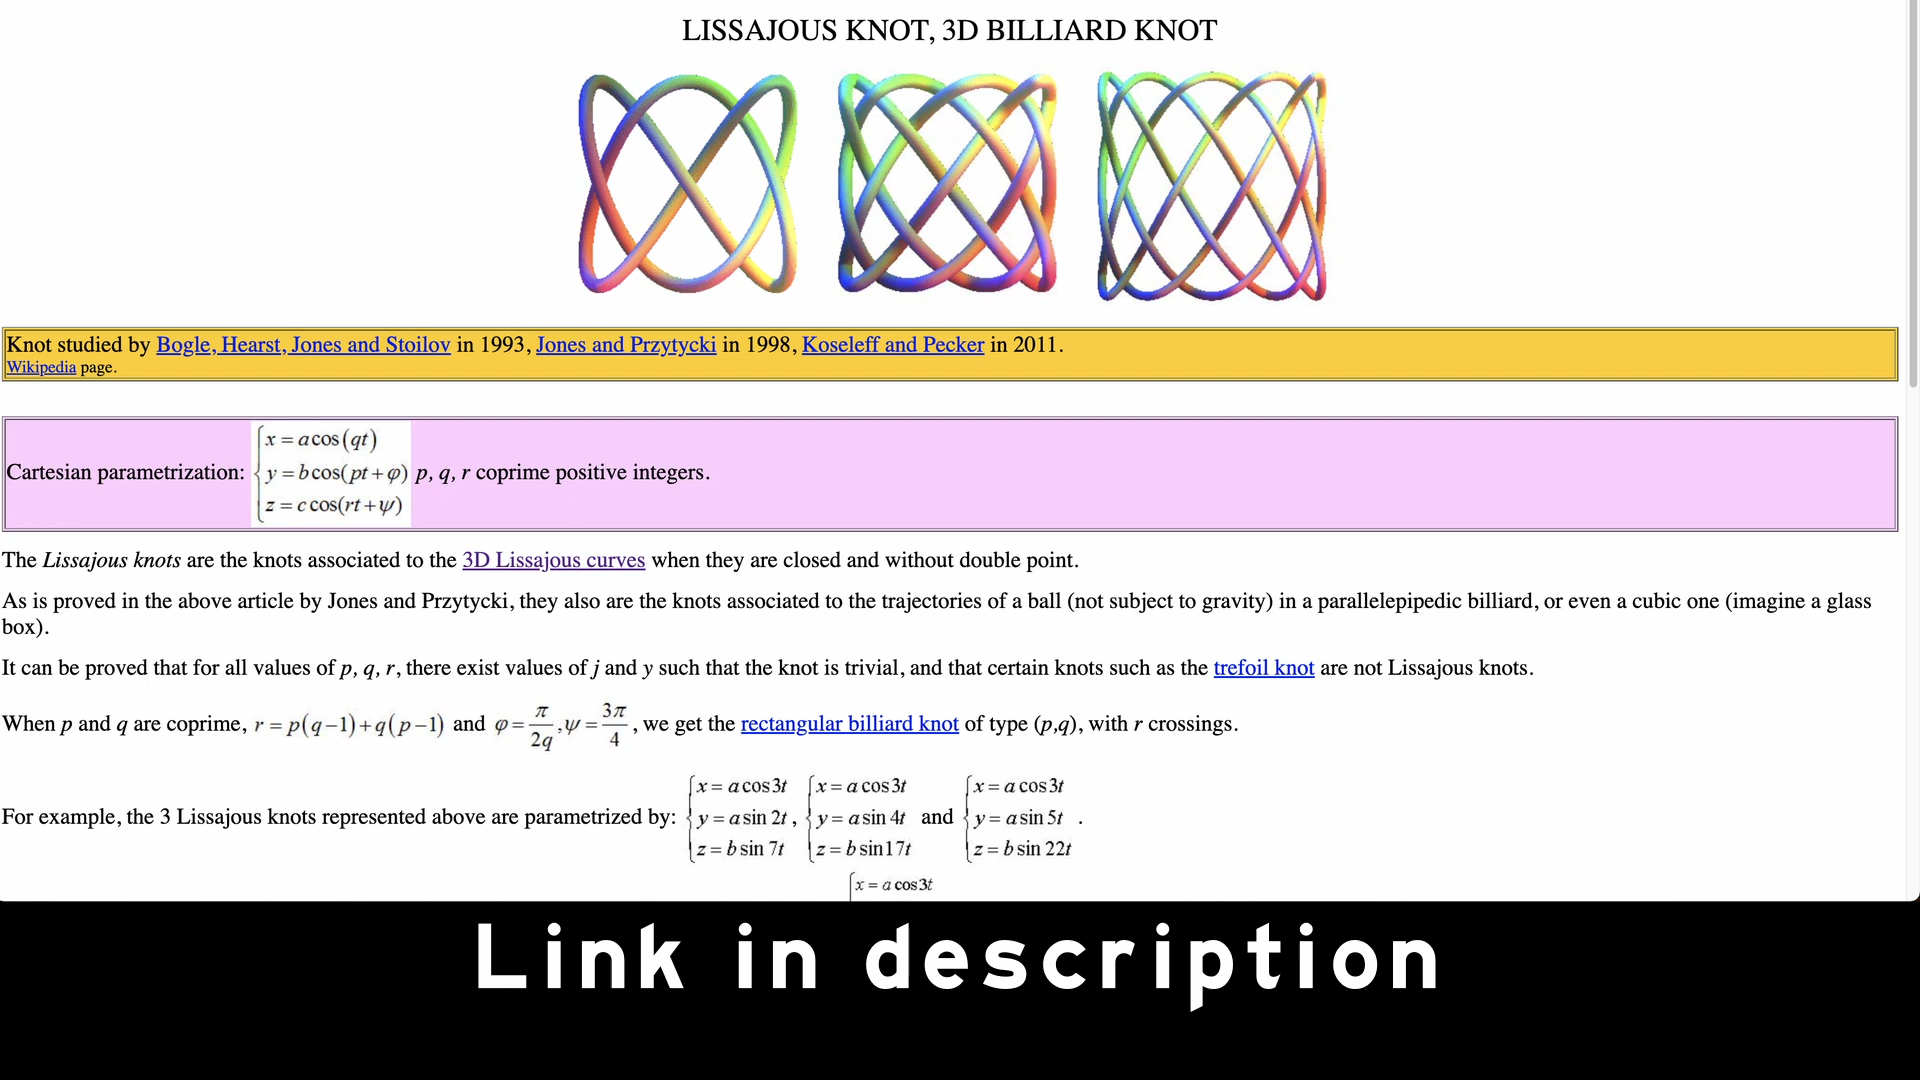 LISSAJOUS KNOT, 3D BILLIARD KNOT
Knot studied by Bogle, Hearst, Jones and Stoilov in 1993, Jones and Przytycki in 1998, Koseleff and Pecker in 2011.
Wikipedia page.
Cartesian parametrization: { x = a cos(qt)
y = b cos(pt + φ)
z = c cos(rt + ψ) p, q, r coprime positive integers.
The Lissajous knots are the knots associated to the 3D Lissajous curves when they are closed and without double point.
As is proved in the above article by Jones and Przytycki, they also are the knots associated to the trajectories of a ball (not subject to gravity) in a parallelepipedic billiard, or even a cubic one (imagine a glass
box).
It can be proved that for all values of p, q, r, there exist values of j and y such that the knot is trivial, and that certain knots such as the trefoil knot are not Lissajous knots.
When p and q are coprime, r = p(q−1)+q(p−1) and φ = π/2q, ψ = 3π/4, we get the rectangular billiard knot of type (p,q), with r crossings.
For example, the 3 Lissajous knots represented above are parametrized by: { x = a cos 3t
y = a sin 2t
z = b sin 7t , { x = a cos 3t
y = a sin 4t
z = b sin 17t and { x = a cos 3t
y = a sin 5t
z = b sin 22t .
{ x = a cos 3t
Link in description